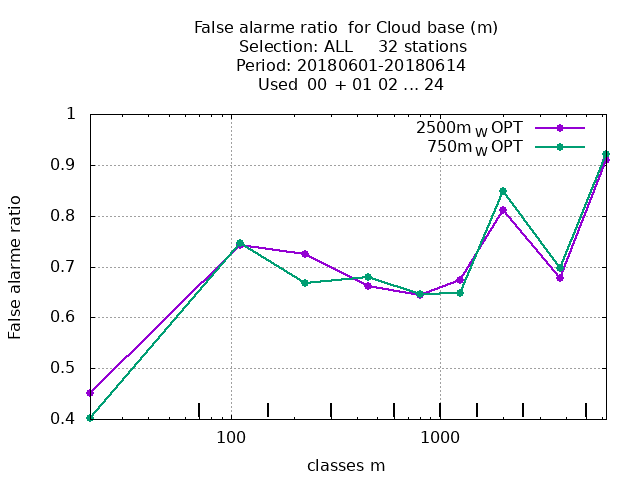 False alarme ratio  for Cloud base (m)
Selection: ALL     32 stations
Period: 20180601-20180614
Used  00  + 01 02 ... 24
2500m W OPT
750m W OPT
1
0.9
0.8
0.7
0.6
0.5
0.4
False alarme ratio
100
1000
classes m